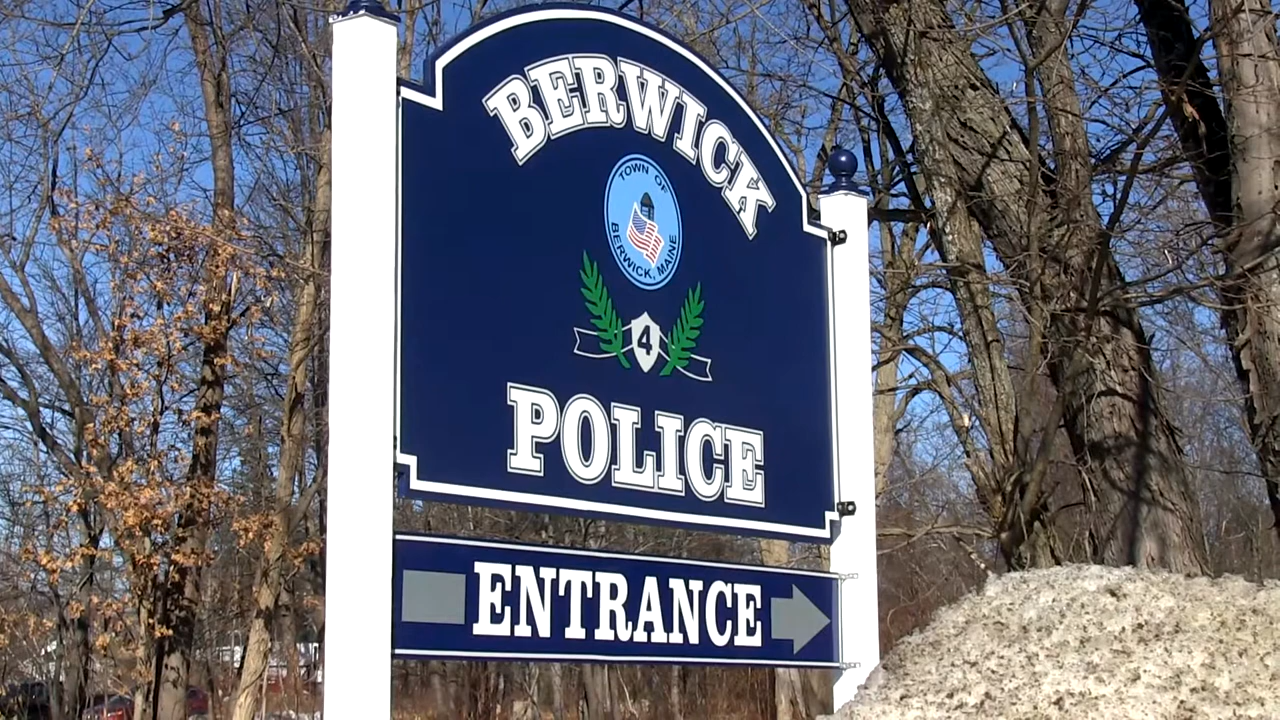 BERWICK
TOWN OF
BERWICK, MAINE
4
POLICE
ENTRANCE